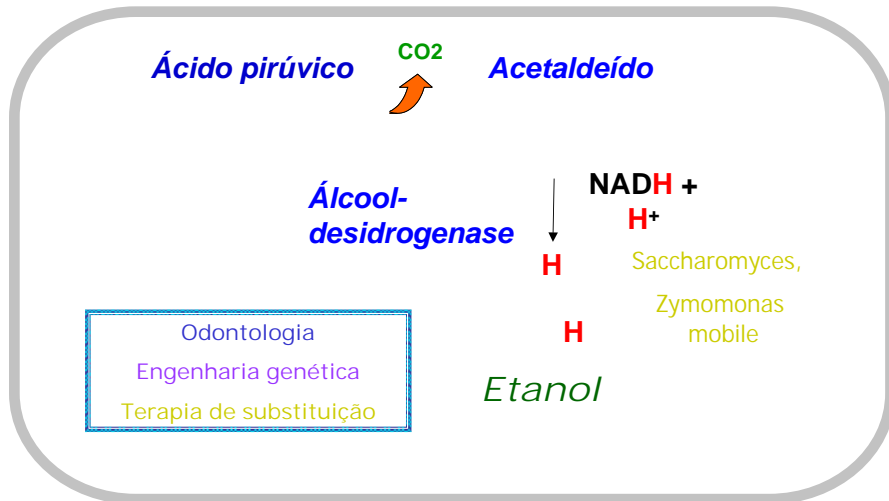 CO2
Ácido pirúvico
Acetaldeído
NADH +
H+
Álcool-
desidrogenase
H
Saccharomyces,
Zymomonas
mobile
H
Odontologia
Engenharia genética
Terapia de substituição
Etanol